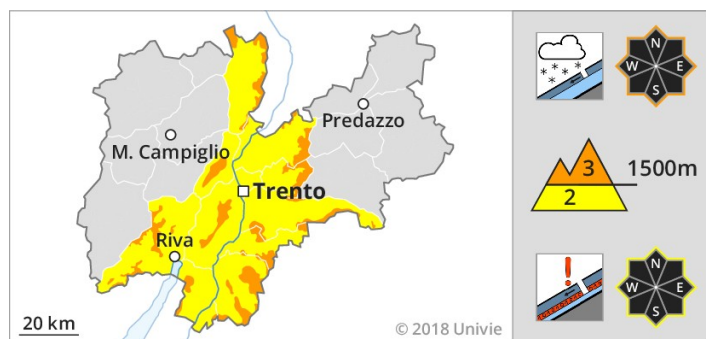 Predazzo
M. Campiglio
Trento
Riva
20 km
© 2018 Univie
N
W E
S
3 1500m
2
!
N
W E
S